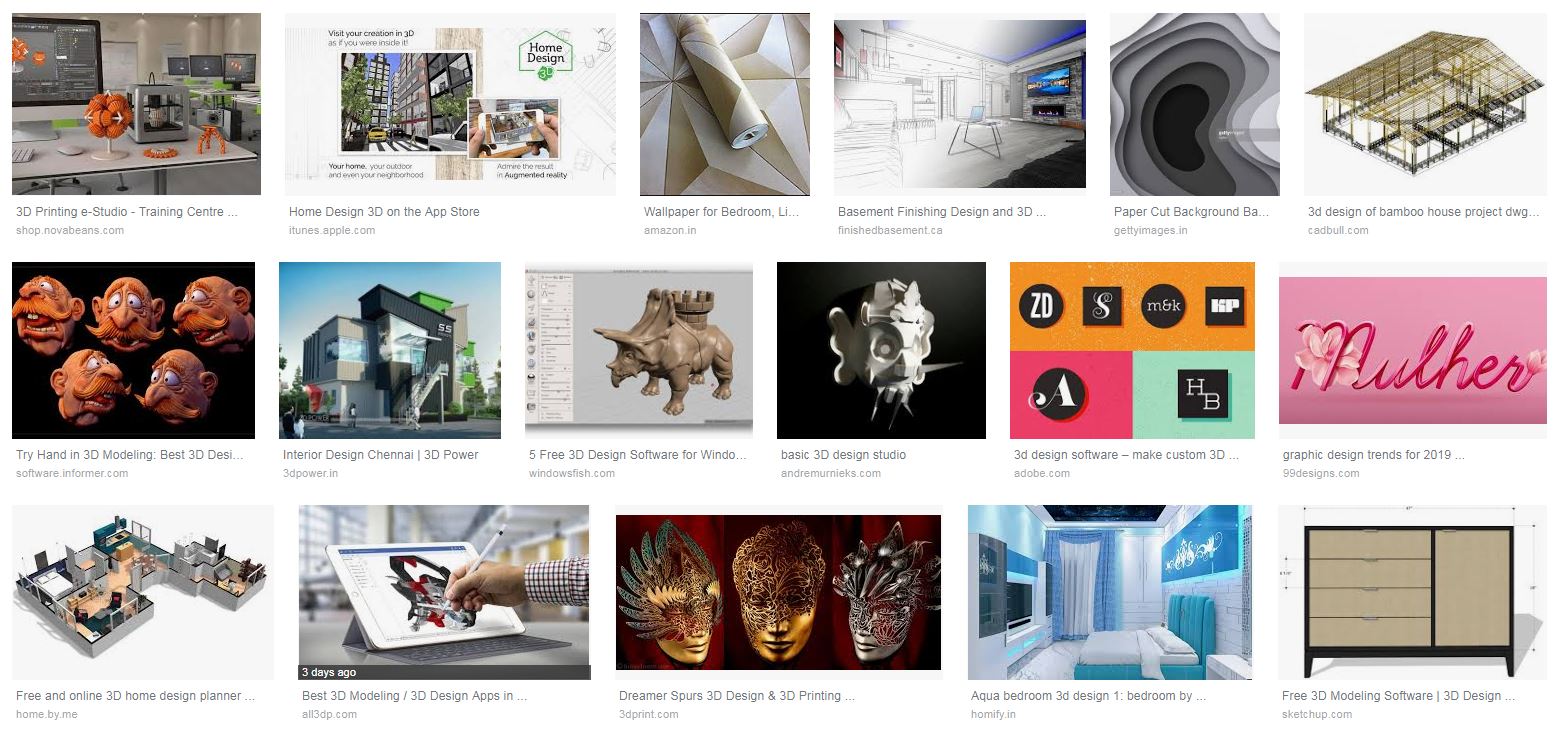 Visit your creation in 3D
as if you were inside it!
Home
Design
3D
Your home, your outdoor
and even your neighborhood
Admire the result
in Augmented reality
gettyimages
3D Printing e-Studio - Training Centre ...
Home Design 3D on the App Store
Wallpaper for Bedroom, Li...
Basement Finishing Design and 3D ...
Paper Cut Background Ba...
3d design of bamboo house project dwg...
shop.novabeans.com
itunes.apple.com
amazon.in
finishedbasement.ca
gettyimages.in
cadbull.com
SS
ZD
S
m&k
KP
A
H
B
Mulher
Try Hand in 3D Modeling: Best 3D Desi...
Interior Design Chennai | 3D Power
5 Free 3D Design Software for Windo...
basic 3D design studio
3d design software – make custom 3D ...
graphic design trends for 2019 ...
software.informer.com
3dpower.in
windowsfish.com
andremurnieks.com
adobe.com
99designs.com
3 days ago
Free and online 3D home design planner ...
Best 3D Modeling / 3D Design Apps in ...
Dreamer Spurs 3D Design & 3D Printing ...
Aqua bedroom 3d design 1: bedroom by ...
Free 3D Modeling Software | 3D Design ...
home.by.me
all3dp.com
3dprint.com
homify.in
sketchup.com